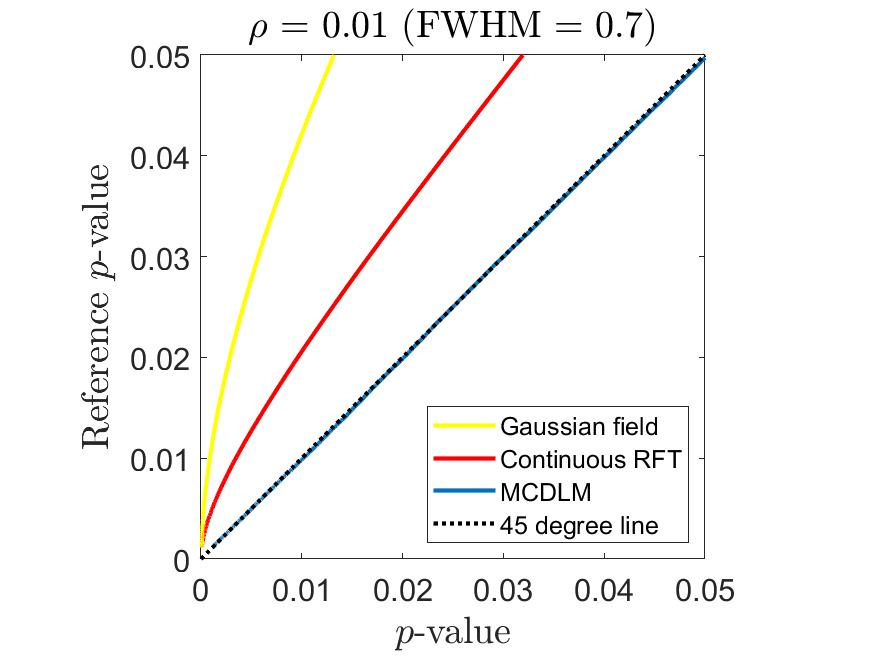 ρ = 0.01 (FWHM = 0.7)
0.05
0.04
0.03
0.02
0.01
0
Reference p-value
Gaussian field
Continuous RFT
MCDLM
45 degree line
0 0.01 0.02 0.03 0.04 0.05
p-value